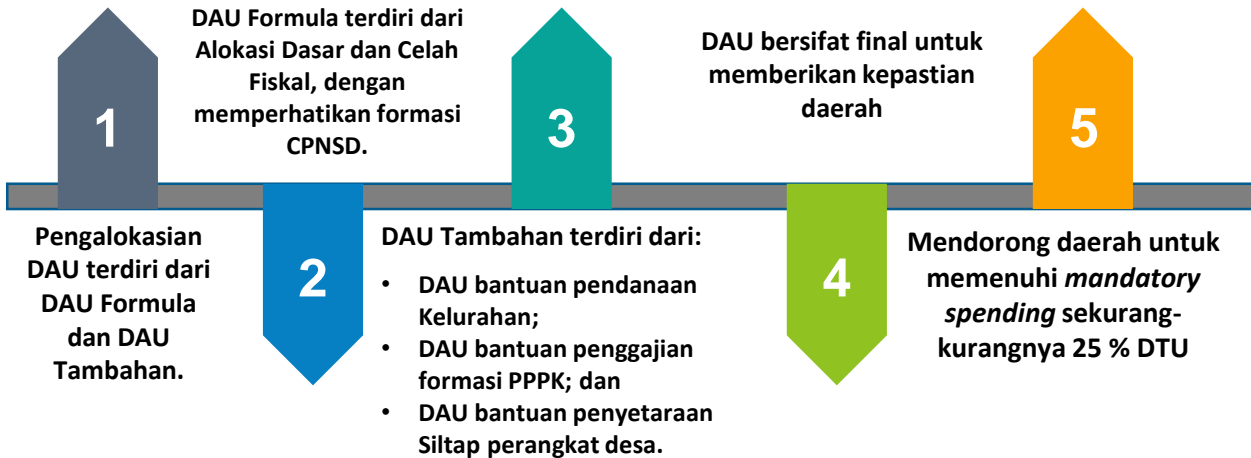 1
Pengalokasian
DAU terdiri dari
DAU Formula
dan DAU
Tambahan.
2
DAU Formula terdiri dari
Alokasi Dasar dan Celah
Fiskal, dengan
memperhatikan formasi
CPNSD.
3
DAU Tambahan terdiri dari:
• DAU bantuan pendanaan
Kelurahan;
• DAU bantuan penggajian
formasi PPPK; dan
• DAU bantuan penyetaraan
Siltap perangkat desa.
4
DAU bersifat final untuk
memberikan kepastian
daerah
5
Mendorong daerah untuk
memenuhi mandatory
spending sekurang-
kurangnya 25 % DTU